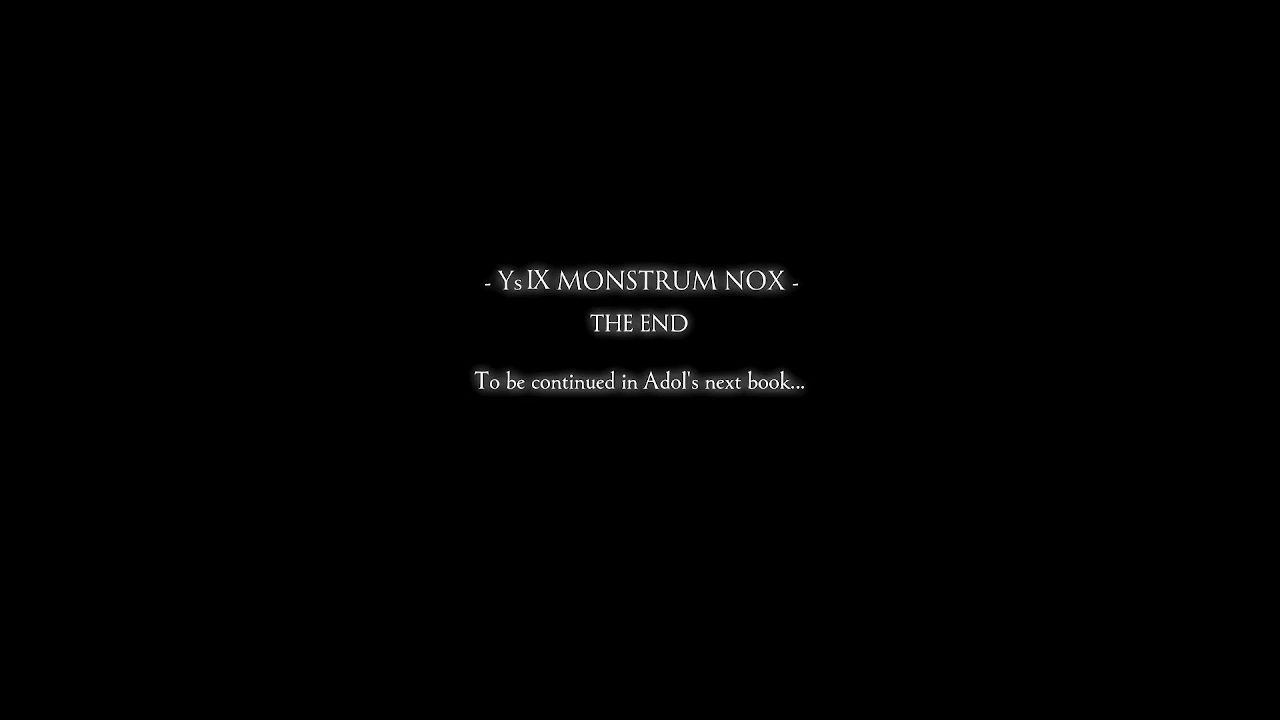 - Ys IX MONSTRUM NOX -
THE END
To be continued in Adol's next book...